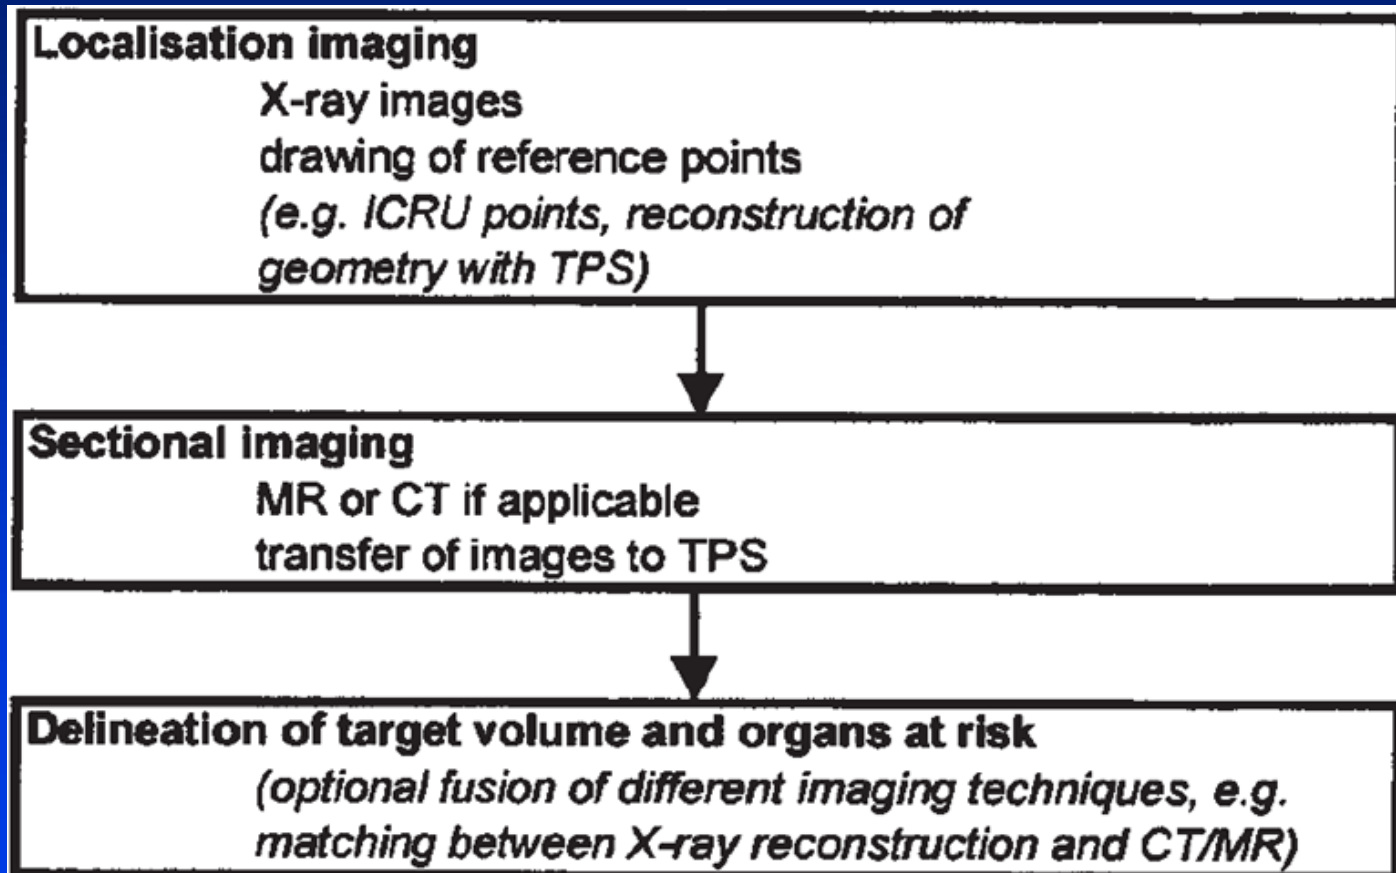 Localisation imaging
X-ray images
drawing of reference points
(e.g. ICRU points, reconstruction of
geometry with TPS)
Sectional imaging
MR or CT if applicable
transfer of images to TPS
Delineation of target volume and organs at risk
(optional fusion of different imaging techniques, e.g.
matching between X-ray reconstruction and CT/MR)